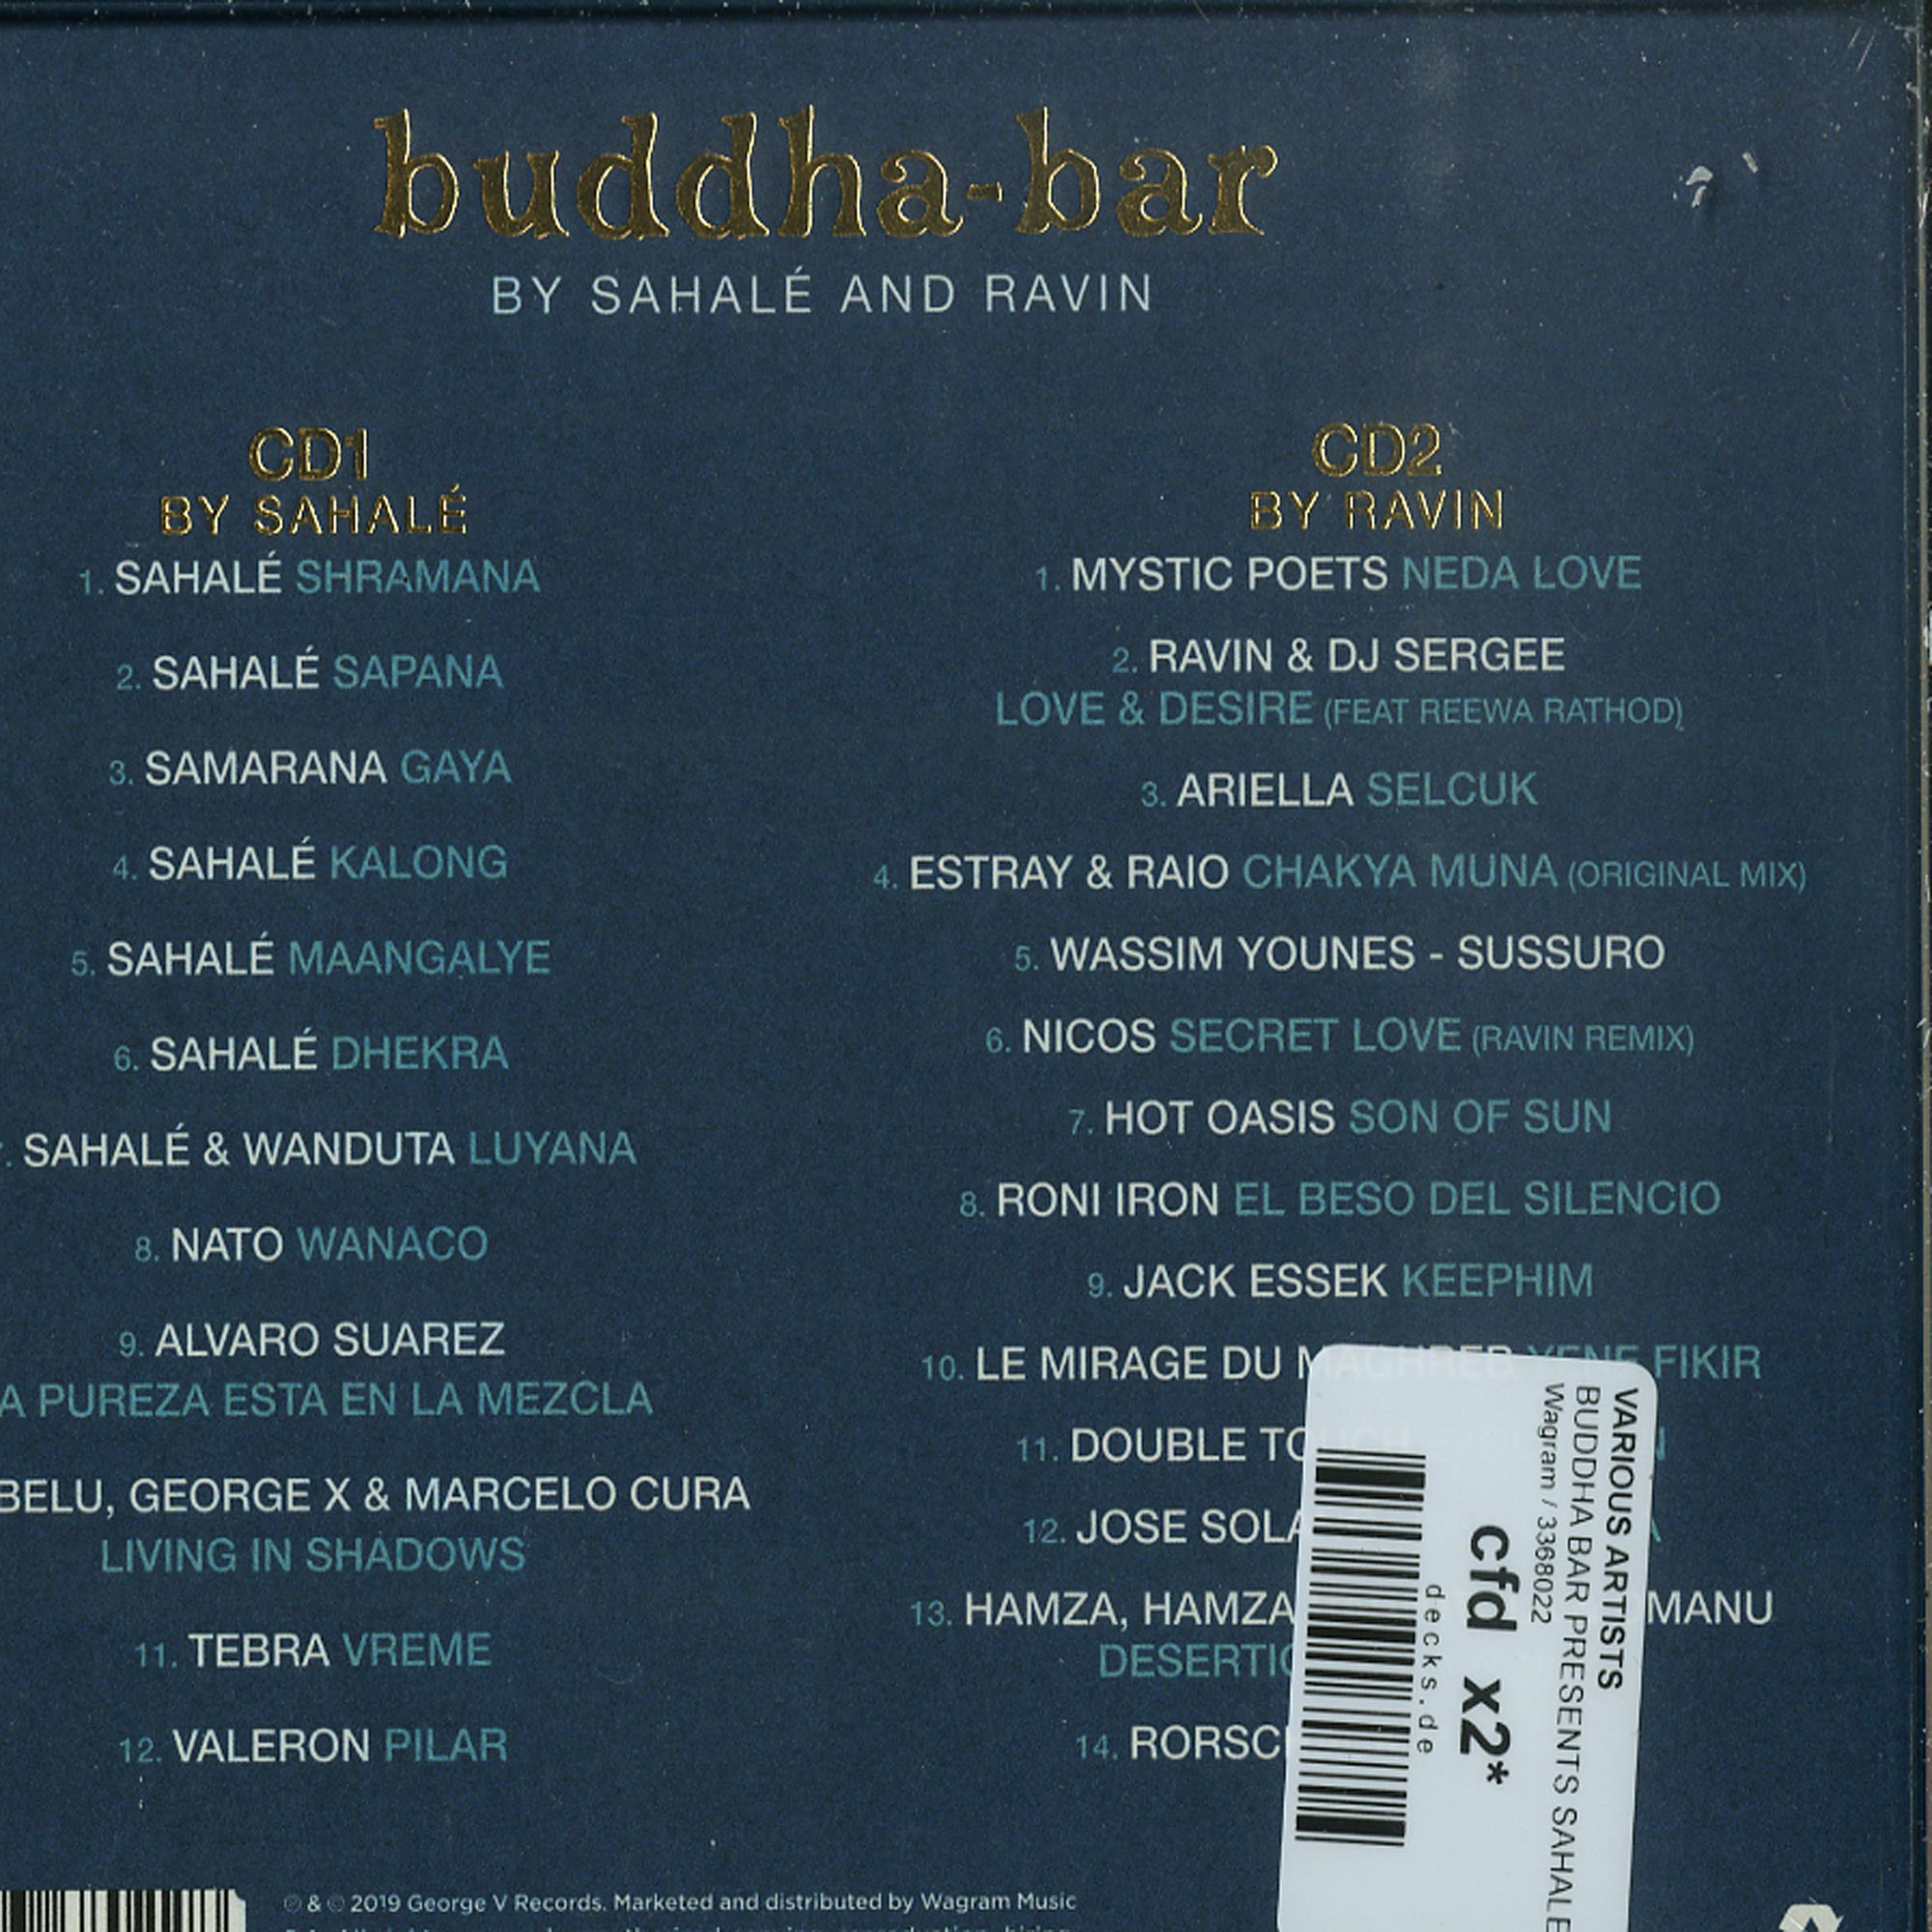 buddha-bar
BY SAHALÉ AND RAVIN
CD1
BY SAHALÉ
1. SAHALÉ SHRAMANA
2. SAHALÉ SAPANA
3. SAMARANA GAYA
4. SAHALÉ KALONG
5. SAHALÉ MAANGALYE
6. SAHALÉ DHEKRA
. SAHALÉ & WANDUTA LUYANA
8. NATO WANACO
9. ALVARO SUAREZ
A PUREZA ESTA EN LA MEZCLA
BELU, GEORGE X & MARCELO CURA
LIVING IN SHADOWS
11. TEBRA VREME
12. VALERON PILAR
CD2
BY RAVIN
1. MYSTIC POETS NEDA LOVE
2. RAVIN & DJ SERGEE
LOVE & DESIRE (FEAT REEWA RATHOD)
3. ARIELLA SELCUK
4. ESTRAY & RAIO CHAKYA MUNA (ORIGINAL MIX)
5. WASSIM YOUNES - SUSSURO
6. NICOS SECRET LOVE (RAVIN REMIX)
7. HOT OASIS SON OF SUN
8. RONI IRON EL BESO DEL SILENCIO
9. JACK ESSEK KEEPHIM
10. LE MIRAGE DU MAGHREB YENE FIKIR
11. DOUBLE TOUCH
12. JOSE SOLA
13. HAMZA, HAMZA MANU
DESERTIC
14. RORSC
VARIOUS ARTISTS
BUDDHA BAR PRESENTS SAHALE
Wagram / 3368022
cfd x2*
decks.de
℗ & © 2019 George V Records. Marketed and distributed by Wagram Music